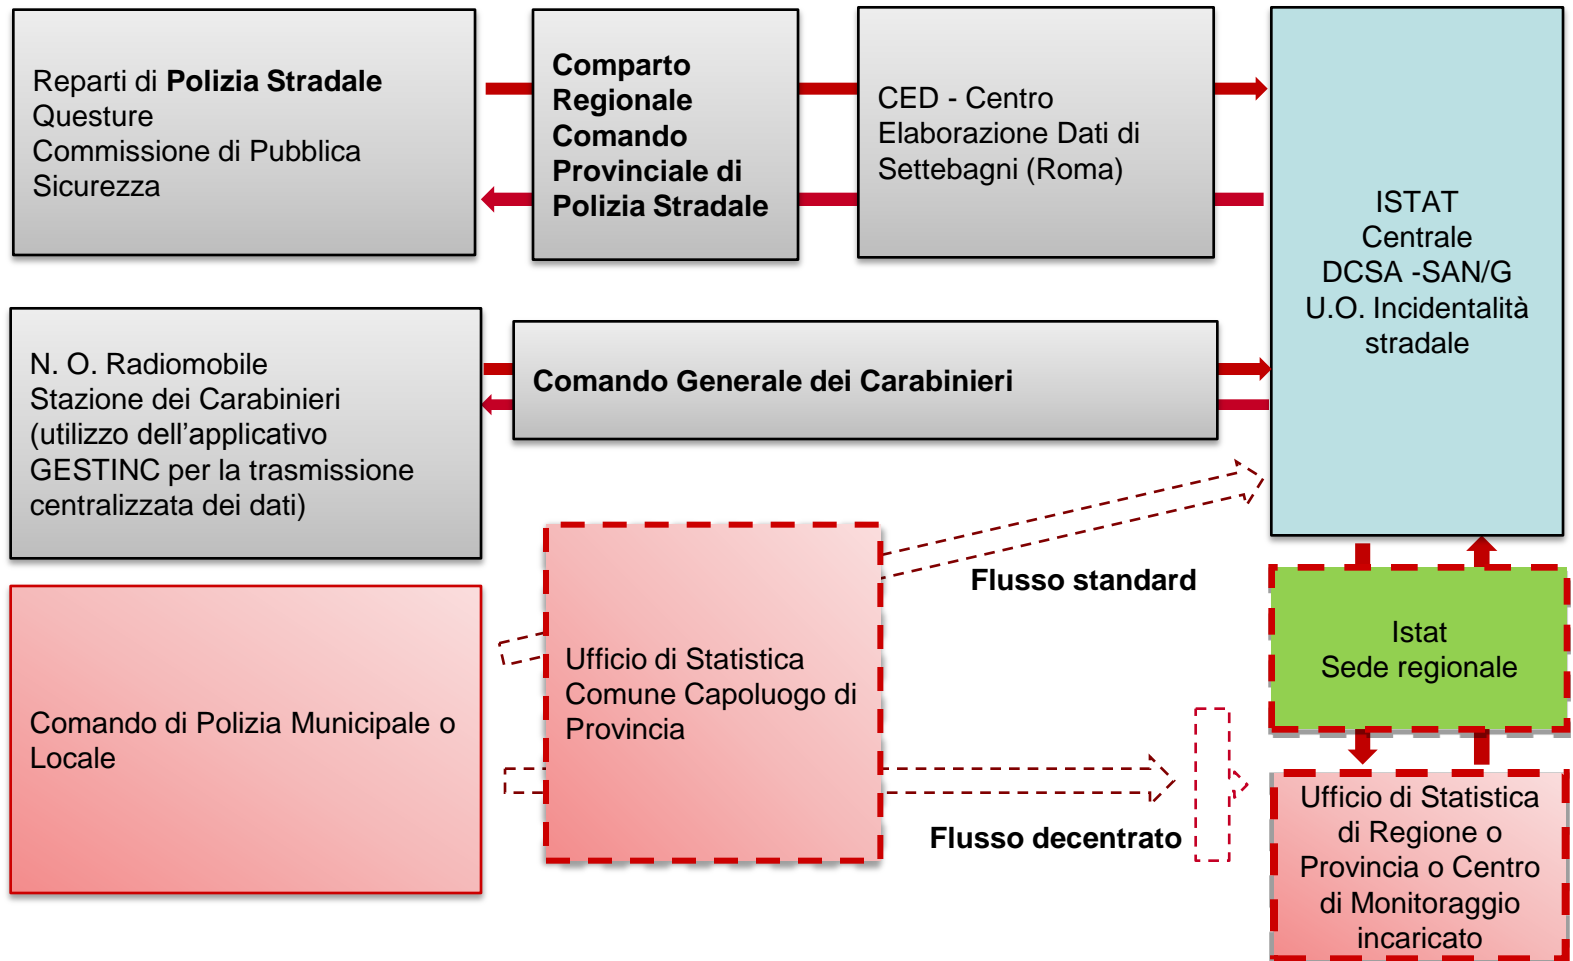 Reparti di Polizia Stradale
Questure
Commissione di Pubblica
Sicurezza
Comparto
Regionale
Comando
Provinciale di
Polizia Stradale
CED - Centro
Elaborazione Dati di
Settebagni (Roma)
ISTAT
Centrale
DCSA -SAN/G
U.O. Incidentalità
stradale
N. O. Radiomobile
Stazione dei Carabinieri
(utilizzo dell’applicativo
GESTINC per la trasmissione
centralizzata dei dati)
Comando Generale dei Carabinieri
Flusso standard
Comando di Polizia Municipale o
Locale
Ufficio di Statistica
Comune Capoluogo di
Provincia
Istat
Sede regionale
Flusso decentrato
Ufficio di Statistica
di Regione o
Provincia o Centro
di Monitoraggio
incaricato